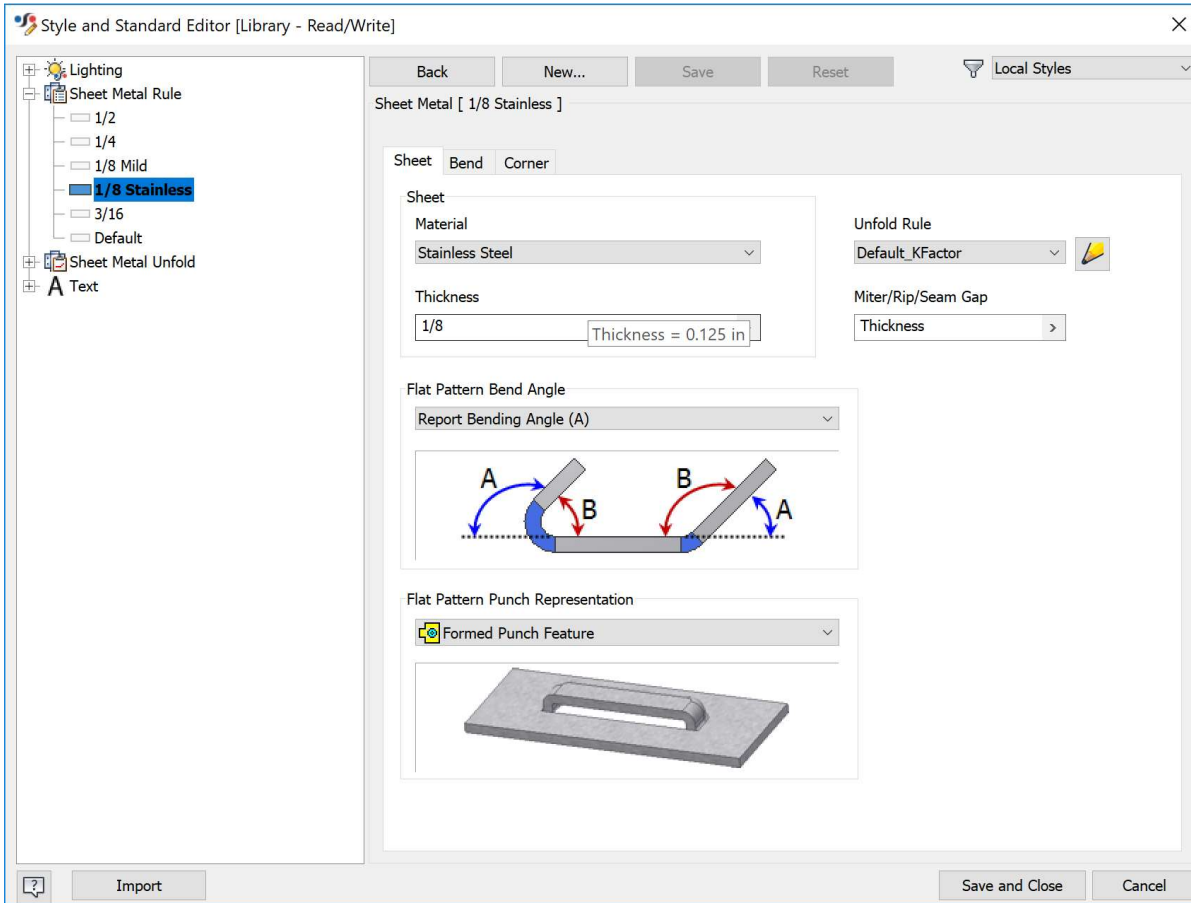 Style and Standard Editor [Library - Read/Write]
Lighting
Sheet Metal Rule
1/2
1/4
1/8 Mild
1/8 Stainless
3/16
Default
Sheet Metal Unfold
A Text
Back New... Save Reset Local Styles
Sheet Metal [ 1/8 Stainless ]
Sheet Bend Corner
Sheet
Material
Stainless Steel
Unfold Rule
Default_KFactor
Thickness
1/8
Thickness = 0.125 in
Miter/Rip/Seam Gap
Thickness
Flat Pattern Bend Angle
Report Bending Angle (A)
A B B A
Flat Pattern Punch Representation
Formed Punch Feature
? Import Save and Close Cancel